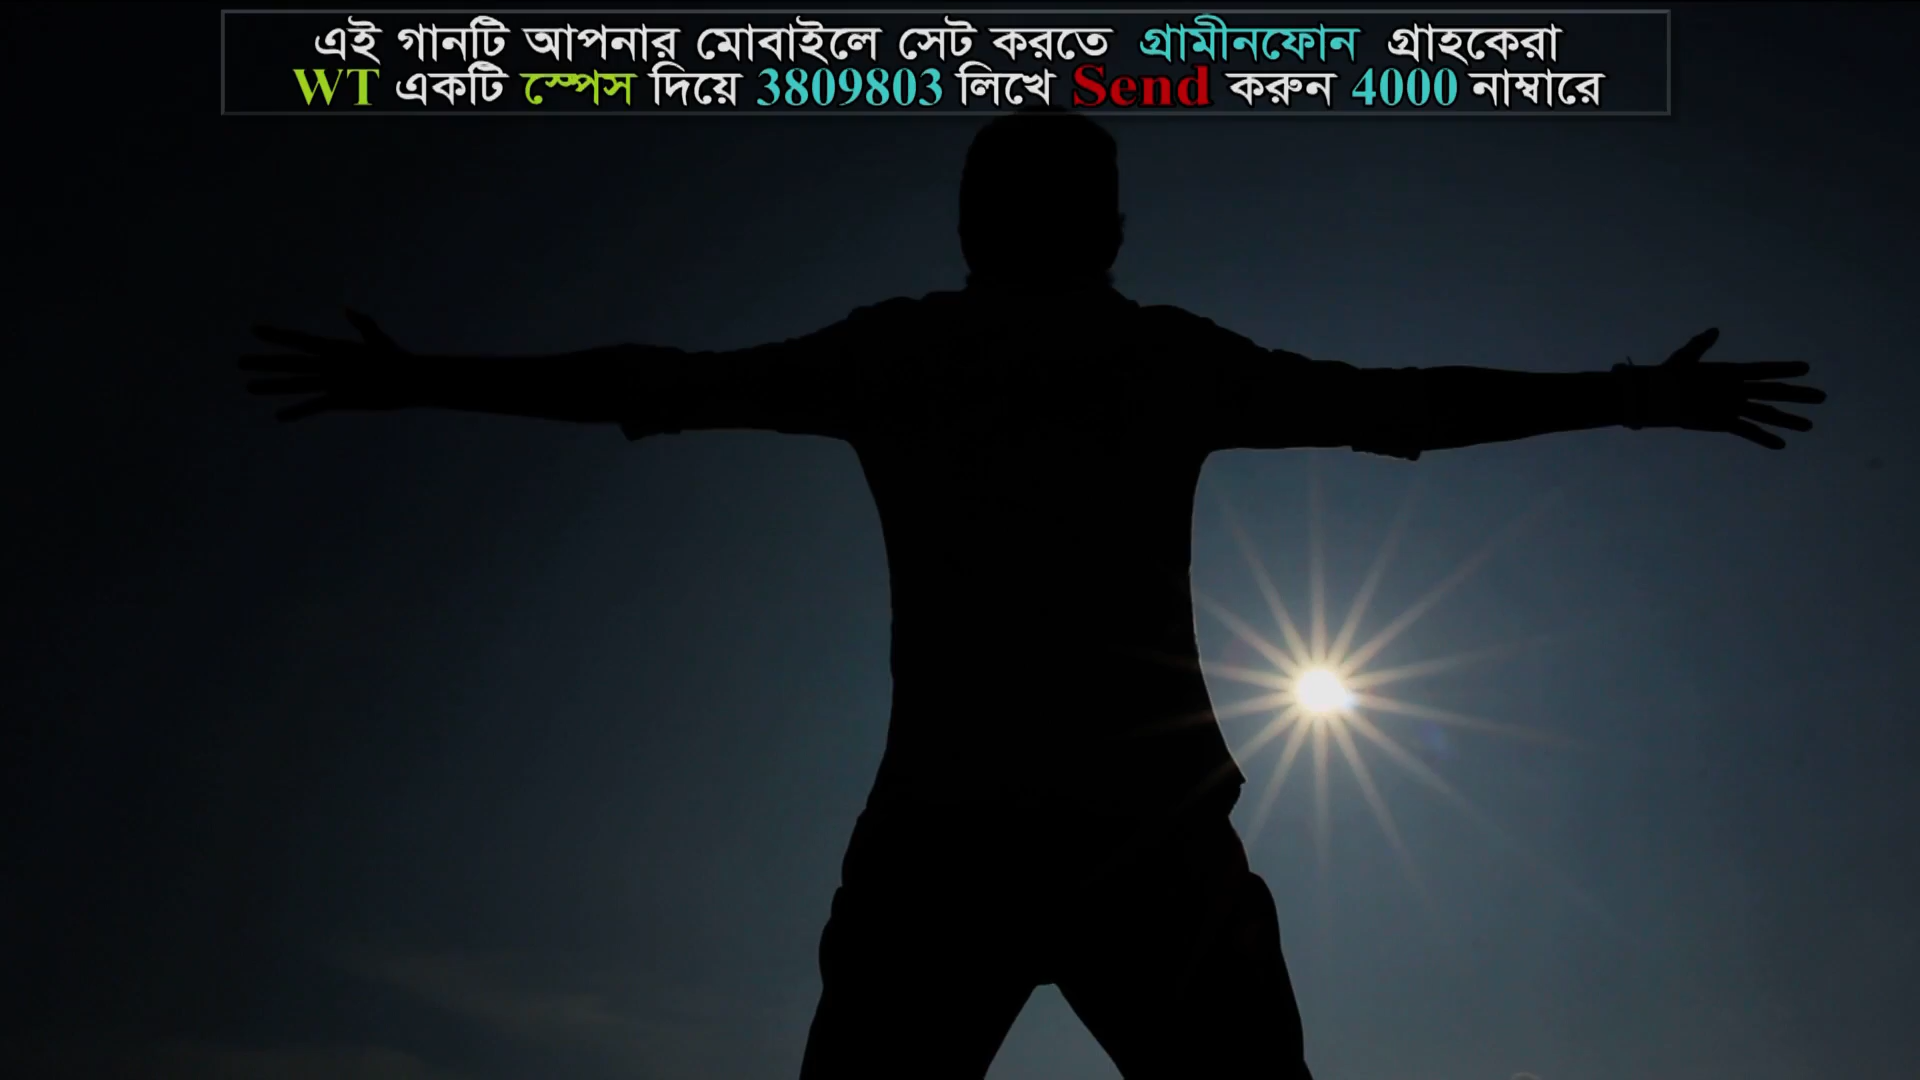 এই গানটি আপনার মোবাইলে সেট করতে গ্রামীনফোন গ্রাহকেরা
WT একটি স্পেস দিয়ে 3809803 লিখে Send করুন 4000 নাম্বারে